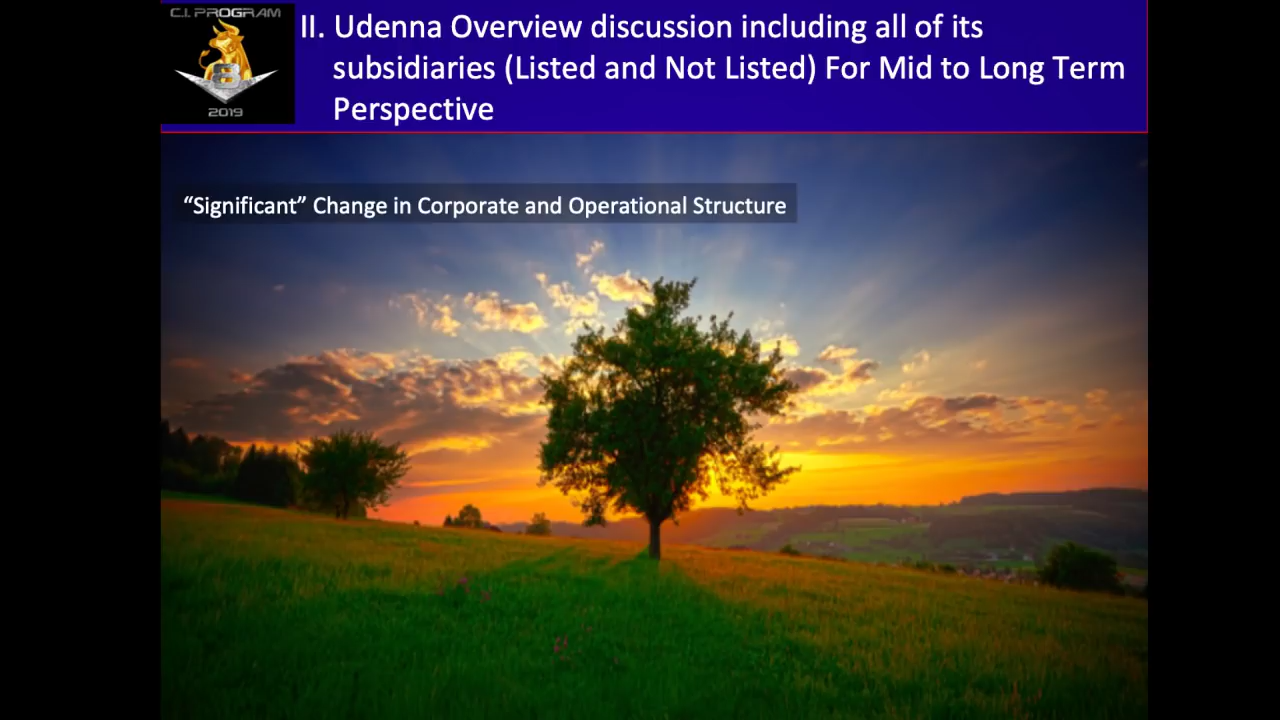 C.I. PROGRAM
8
2019
II. Udenna Overview discussion including all of its
subsidiaries (Listed and Not Listed) For Mid to Long Term
Perspective
“Significant” Change in Corporate and Operational Structure